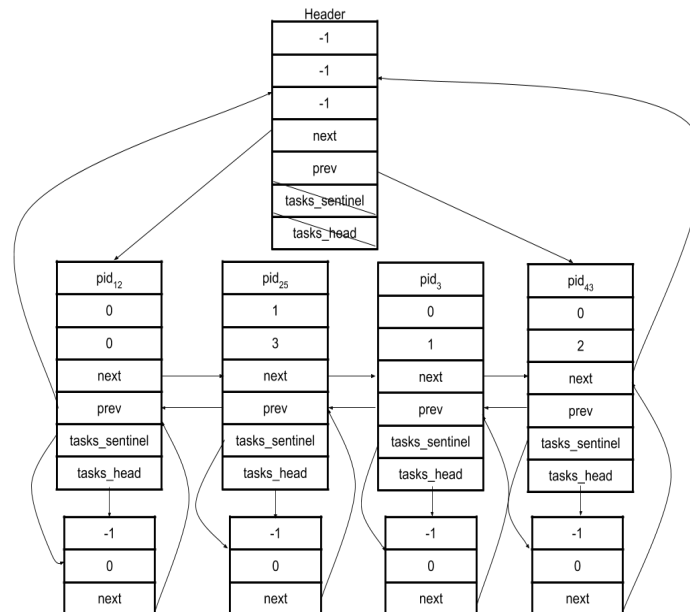 Header
-1
-1
-1
next
prev
tasks_sentinel
tasks_head
pid12 pid25 pid3 pid43
0 1 0 0
0 3 1 2
next next next next
prev prev prev prev
tasks_sentinel tasks_sentinel tasks_sentinel tasks_sentinel
tasks_head tasks_head tasks_head tasks_head
-1 -1 -1 -1
0 0 0 0
next next next next